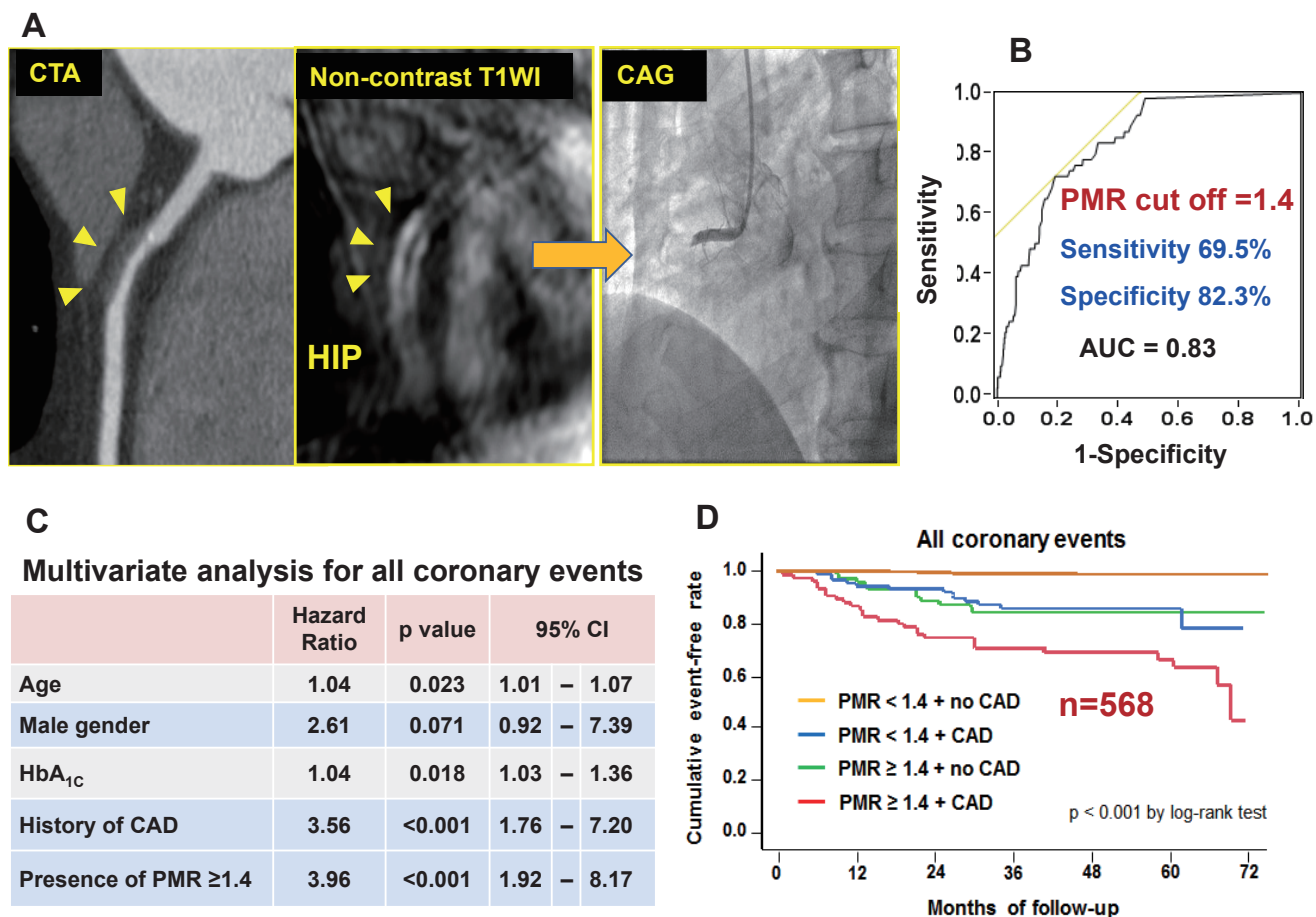 A
CTA
Non-contrast T1WI
CAG
HIP
B
1.0
0.8
0.6
0.4
0.2
0.0
Sensitivity
PMR cut off =1.4
Sensitivity 69.5%
Specificity 82.3%
AUC = 0.83
0.0 0.2 0.4 0.6 0.8 1.0
1-Specificity
C
Multivariate analysis for all coronary events
Hazard Ratio p value 95% CI
Age 1.04 0.023 1.01 – 1.07
Male gender 2.61 0.071 0.92 – 7.39
HbA1C 1.04 0.018 1.03 – 1.36
History of CAD 3.56 <0.001 1.76 – 7.20
Presence of PMR ≥1.4 3.96 <0.001 1.92 – 8.17
D
All coronary events
Cumulative event-free rate
1.0
0.8
0.6
0.4
0.2
0.0
PMR < 1.4 + no CAD
PMR < 1.4 + CAD
PMR ≥ 1.4 + no CAD
PMR ≥ 1.4 + CAD
n=568
p < 0.001 by log-rank test
0 12 24 36 48 60 72
Months of follow-up